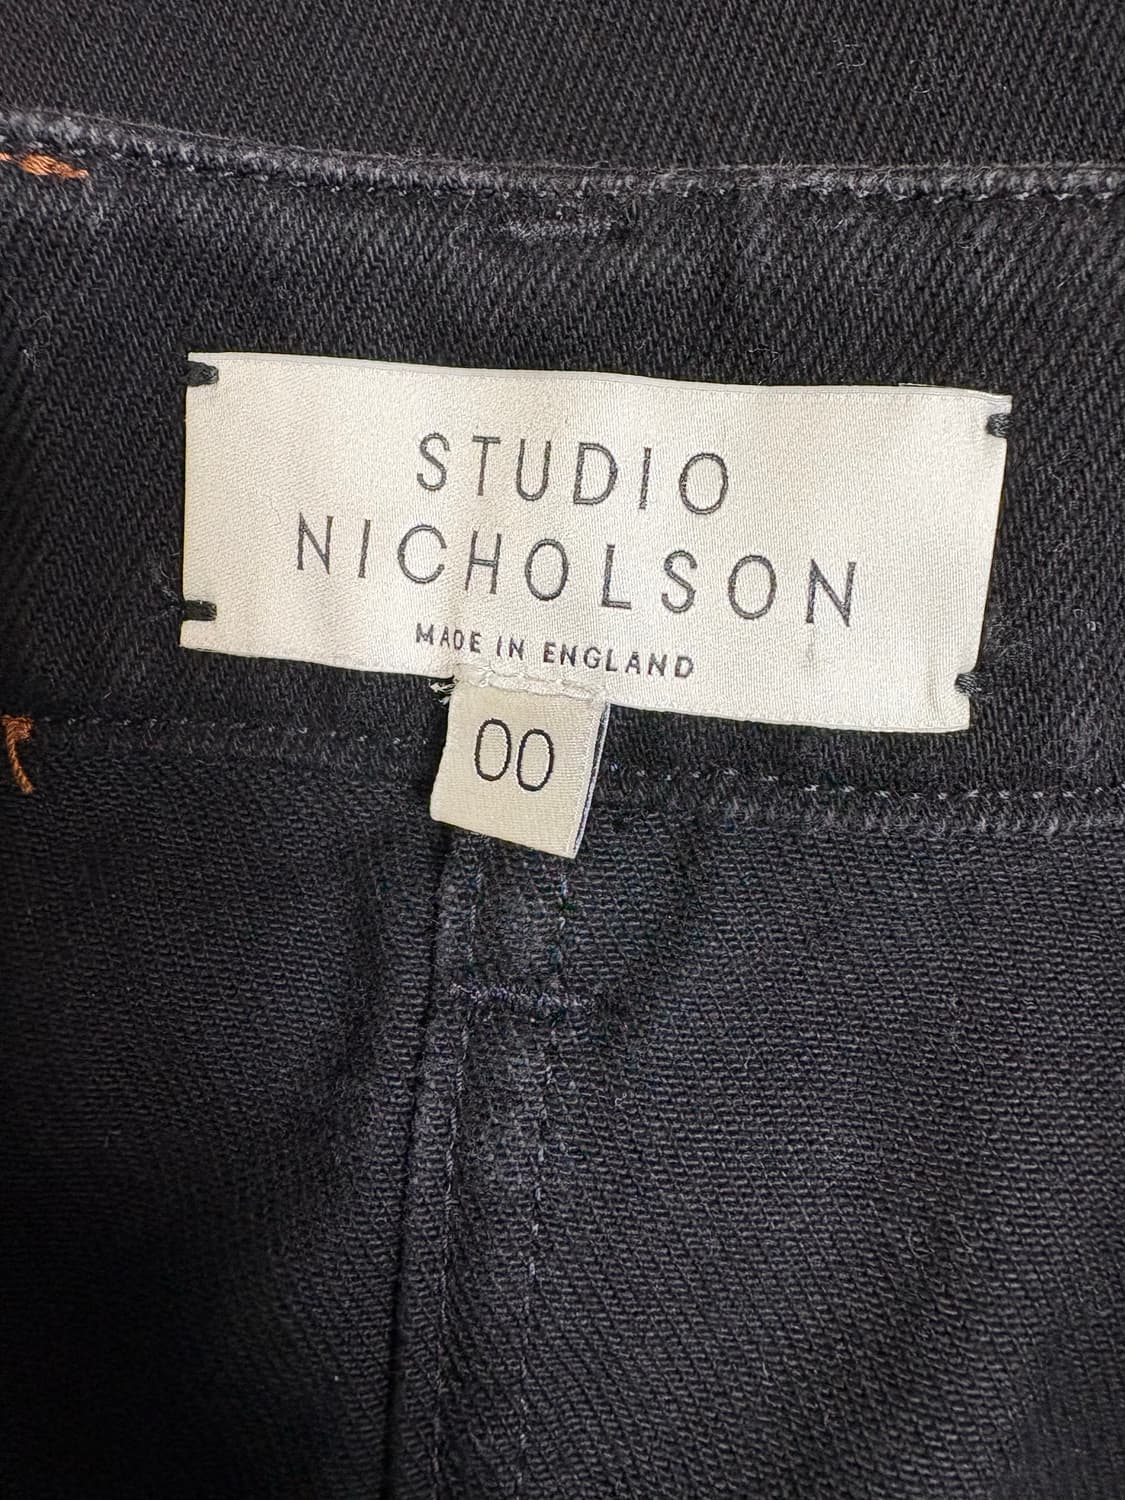 STUDIO
NICHOLSON
MADE IN ENGLAND
00